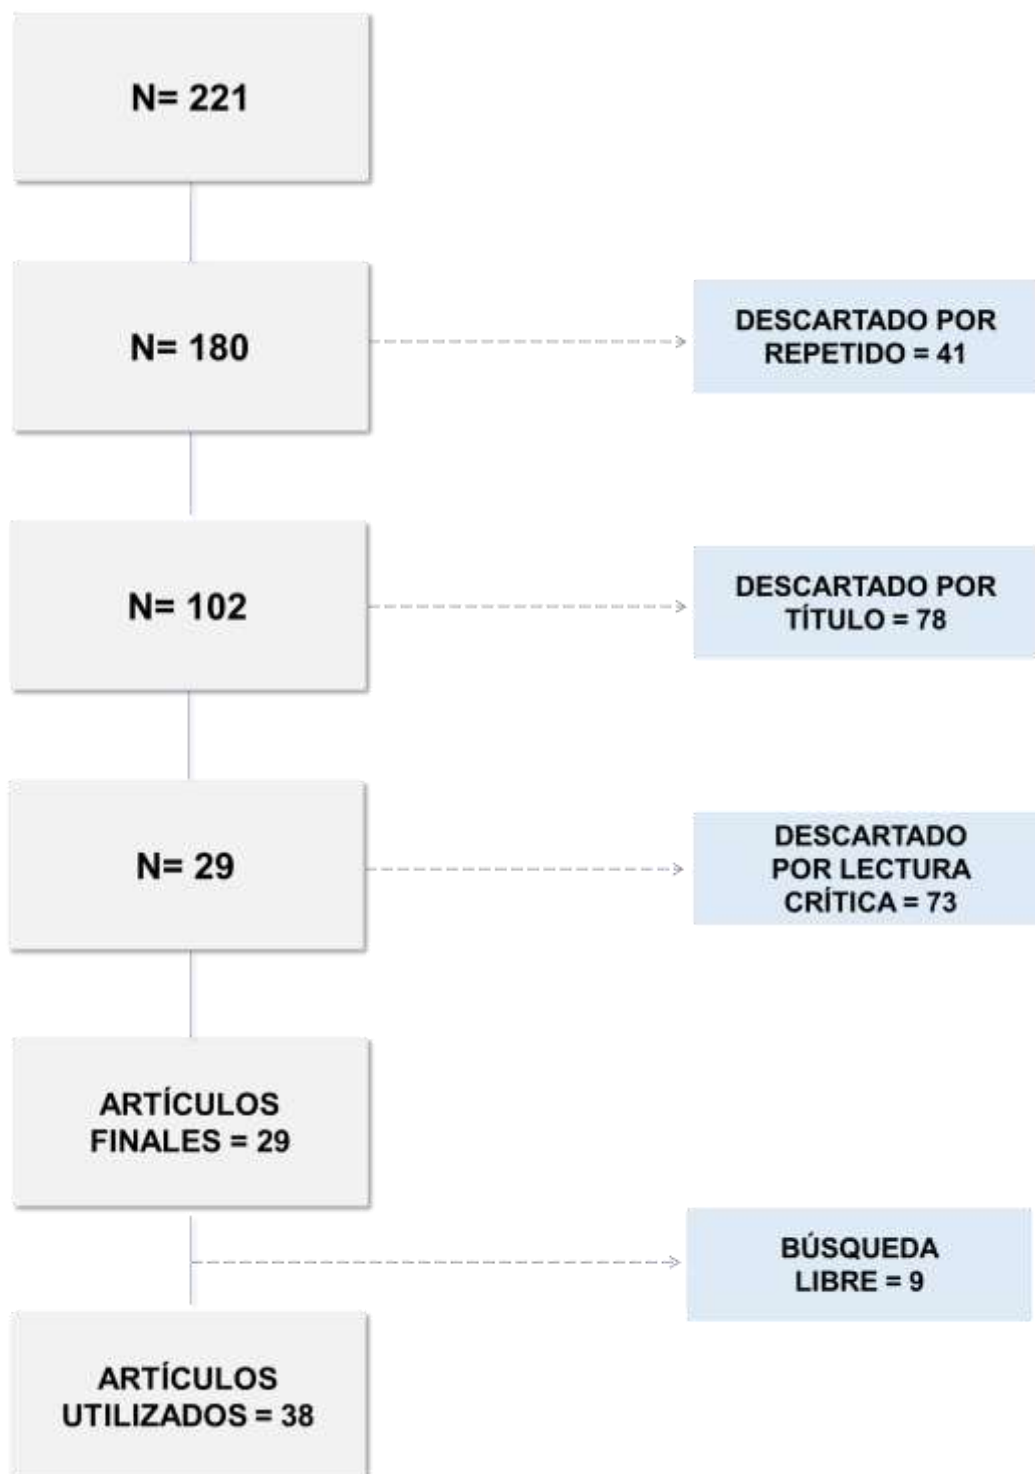 N= 221
N= 180
DESCARTADO POR
REPETIDO = 41
N= 102
DESCARTADO POR
TÍTULO = 78
N= 29
DESCARTADO
POR LECTURA
CRÍTICA = 73
ARTÍCULOS
FINALES = 29
BÚSQUEDA
LIBRE = 9
ARTÍCULOS
UTILIZADOS = 38